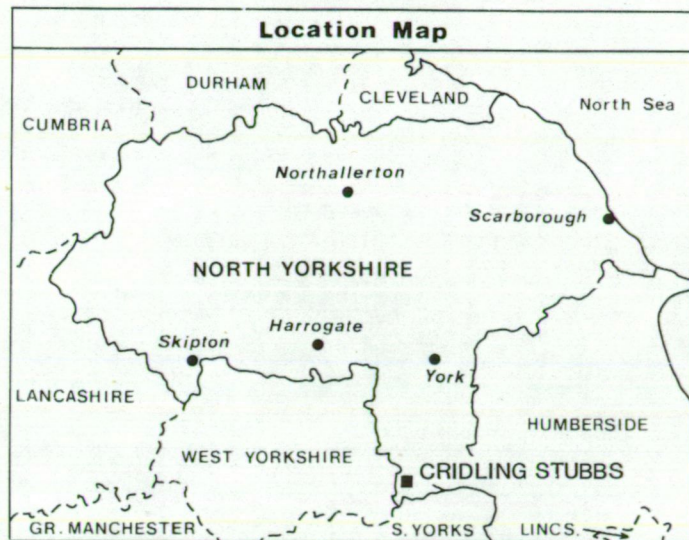 Location Map
DURHAM
CLEVELAND
North Sea
CUMBRIA
Northallerton
Scarborough
NORTH YORKSHIRE
Harrogate
Skipton
York
LANCASHIRE
HUMBERSIDE
WEST YORKSHIRE
CRIDLING STUBBS
GR. MANCHESTER
S. YORKS
LINCS.